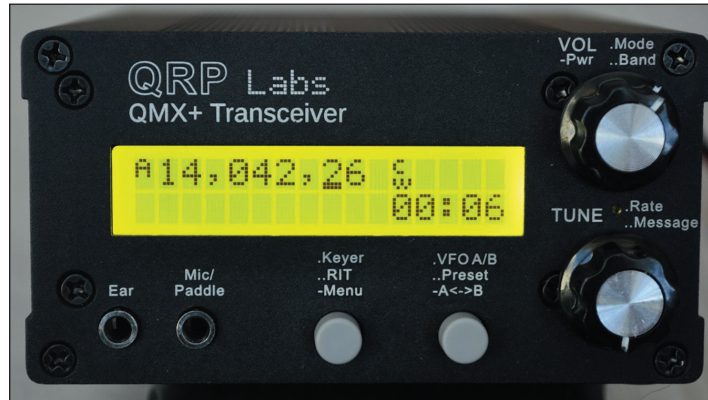 QRP Labs
QMX+ Transceiver
VOL
-Pwr
.Mode
..Band
A14,042,26 CW
00:06
TUNE
.Rate
..Message
Ear
Mic/
Paddle
.Keyer
..RIT
-Menu
.VFO A/B
..Preset
-A<->B